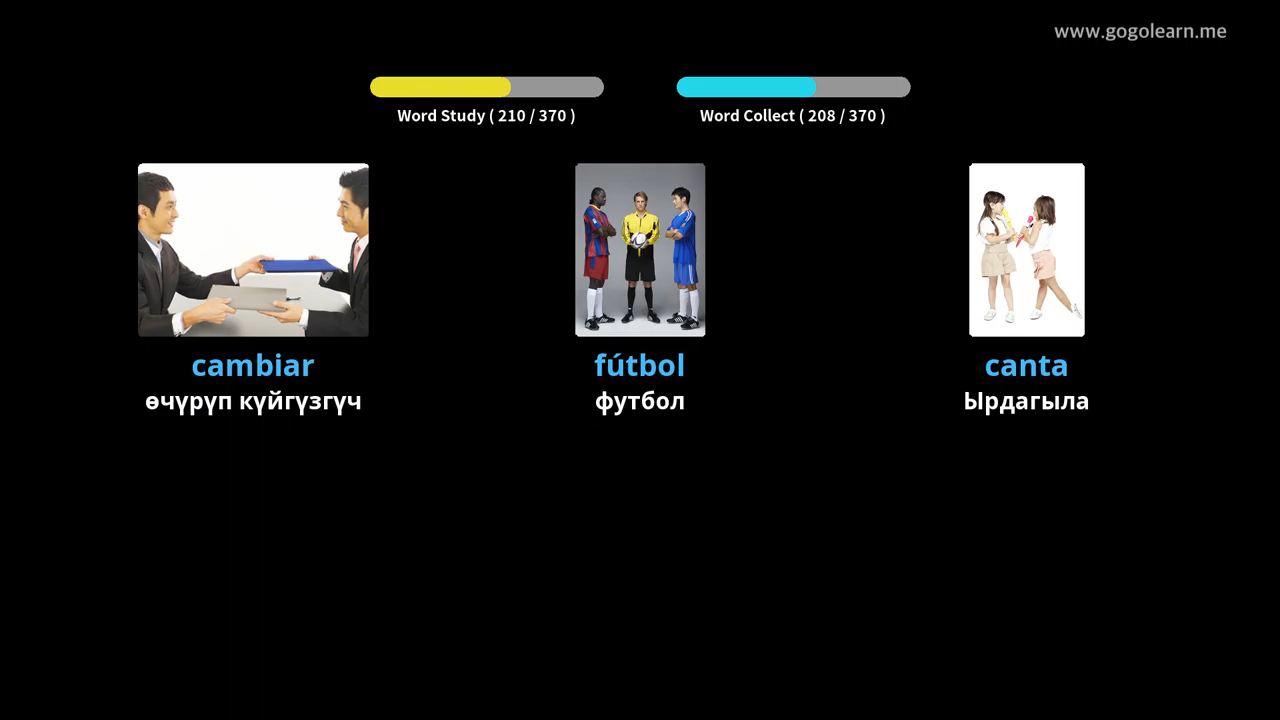 www.gogolearn.me
Word Study ( 210 / 370 )
Word Collect ( 208 / 370 )
cambiar
fútbol
canta
өчүрүп күйгүзгүч
футбол
Ырдагыла